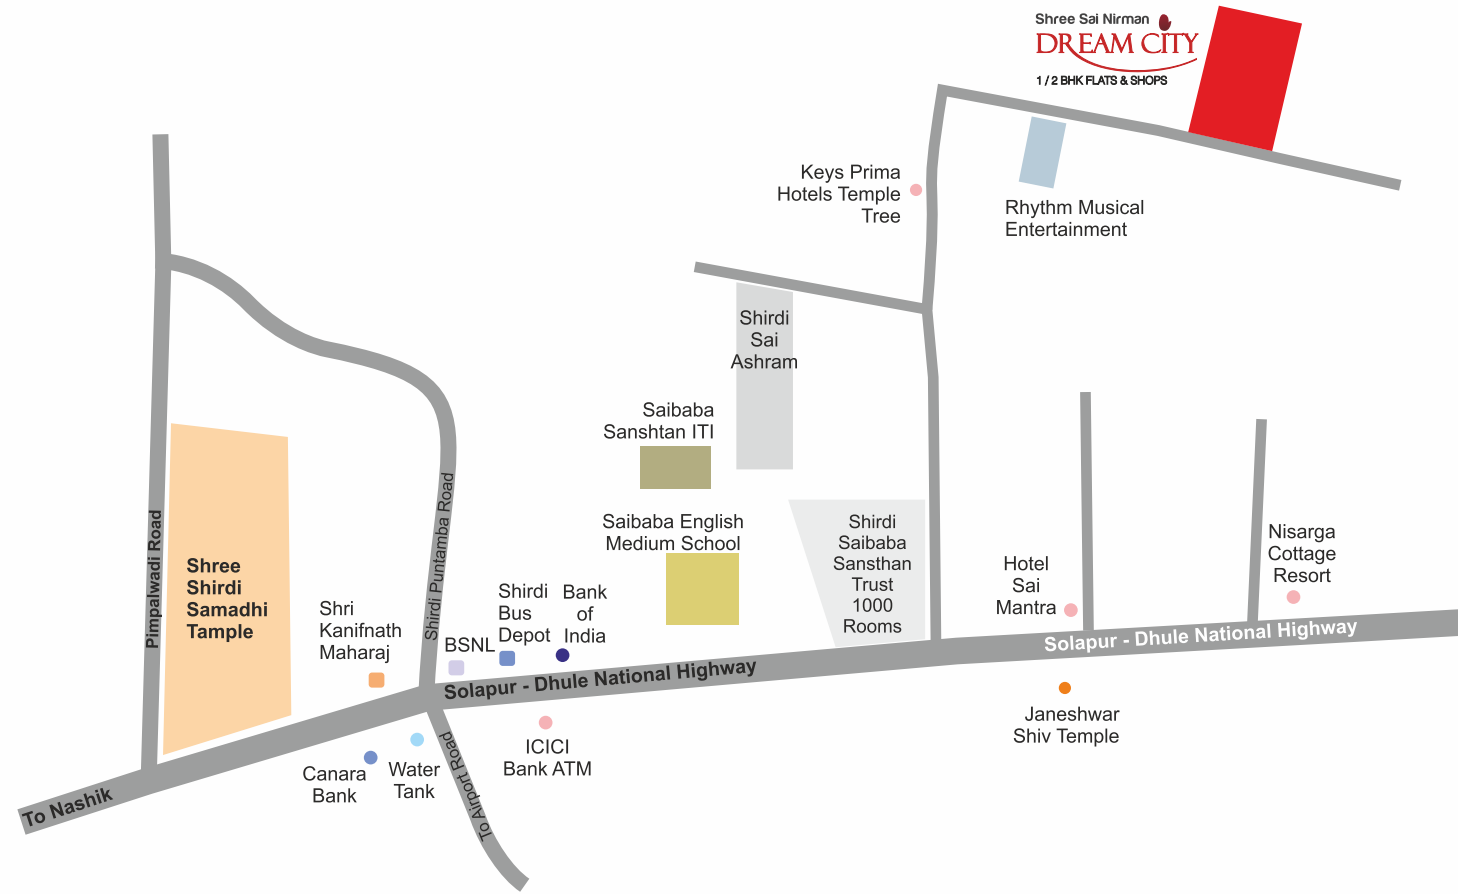 Shree Sai Nirman
DREAM CITY
1 / 2 BHK FLATS & SHOPS
Keys Prima
Hotels Temple
Tree
Rhythm Musical
Entertainment
Shirdi
Sai
Ashram
Saibaba
Sanshtan ITI
Saibaba English
Medium School
Shirdi
Saibaba
Sansthan
Trust
1000
Rooms
Hotel
Sai
Mantra
Nisarga
Cottage
Resort
Pimpalwadi Road
Shree
Shirdi
Samadhi
Tample
Shri
Kanifnath
Maharaj
Shirdi Puntamba Road
BSNL
Shirdi
Bus
Depot
Bank
of
India
Solapur - Dhule National Highway
Solapur - Dhule National Highway
Janeshwar
Shiv Temple
ICICI
Bank ATM
Canara
Bank
Water
Tank
To Airport Road
To Nashik